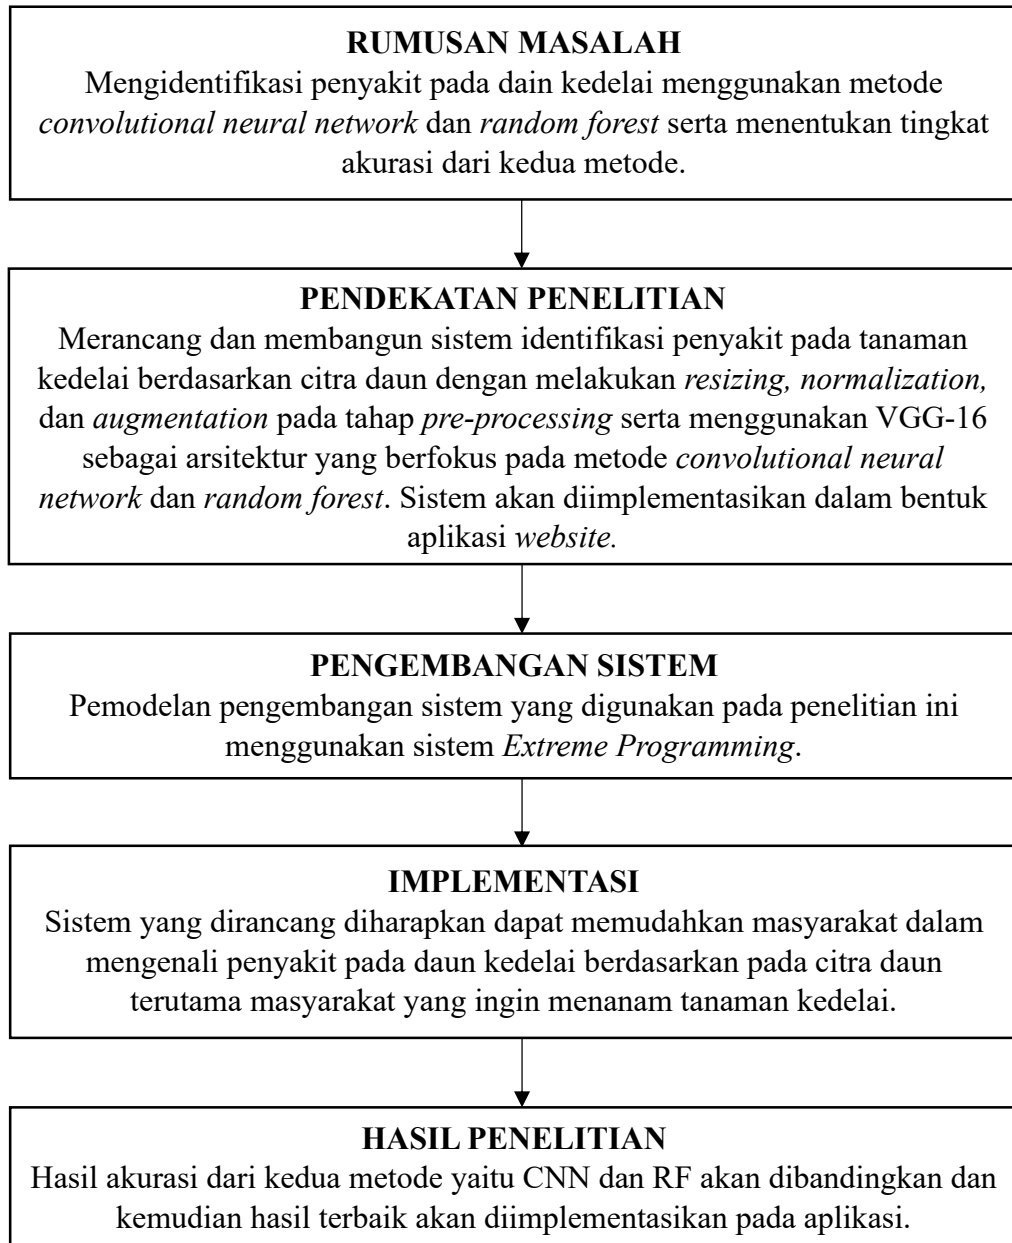 RUMUSAN MASALAH
Mengidentifikasi penyakit pada dain kedelai menggunakan metode
convolutional neural network dan random forest serta menentukan tingkat
akurasi dari kedua metode.
PENDEKATAN PENELITIAN
Merancang dan membangun sistem identifikasi penyakit pada tanaman
kedelai berdasarkan citra daun dengan melakukan resizing, normalization,
dan augmentation pada tahap pre-processing serta menggunakan VGG-16
sebagai arsitektur yang berfokus pada metode convolutional neural
network dan random forest. Sistem akan diimplementasikan dalam bentuk
aplikasi website.
PENGEMBANGAN SISTEM
Pemodelan pengembangan sistem yang digunakan pada penelitian ini
menggunakan sistem Extreme Programming.
IMPLEMENTASI
Sistem yang dirancang diharapkan dapat memudahkan masyarakat dalam
mengenali penyakit pada daun kedelai berdasarkan pada citra daun
terutama masyarakat yang ingin menanam tanaman kedelai.
HASIL PENELITIAN
Hasil akurasi dari kedua metode yaitu CNN dan RF akan dibandingkan dan
kemudian hasil terbaik akan diimplementasikan pada aplikasi.